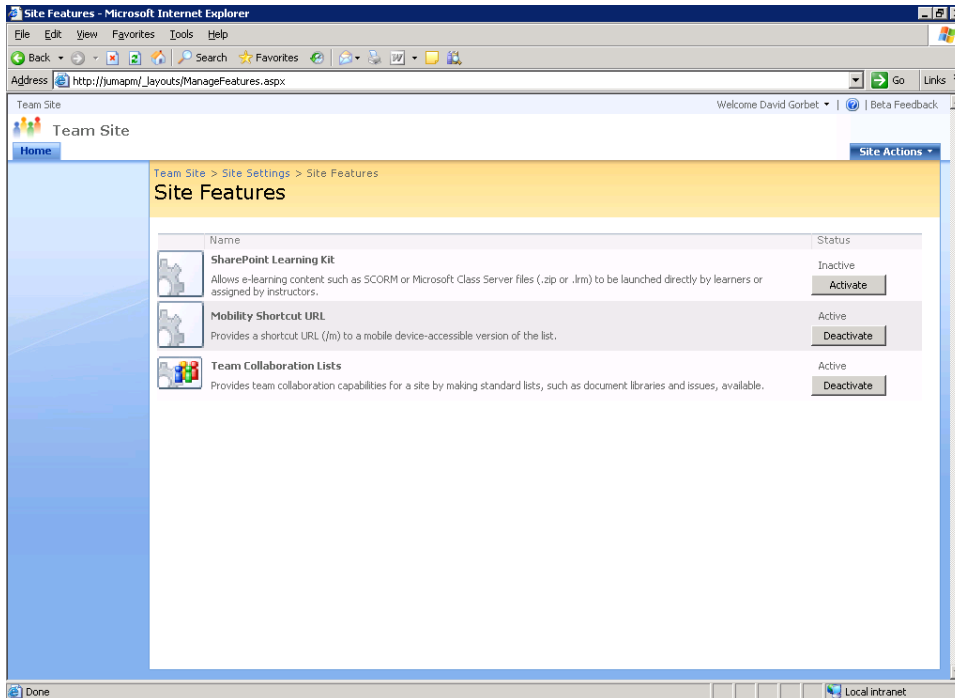 Site Features - Microsoft Internet Explorer
File Edit View Favorites Tools Help
Back Search Favorites
Address http://jumapm/_layouts/ManageFeatures.aspx Go Links
Team Site Welcome David Gorbet | Beta Feedback
Team Site
Home Site Actions
Team Site > Site Settings > Site Features
Site Features
Name Status
SharePoint Learning Kit
Inactive
Allows e-learning content such as SCORM or Microsoft Class Server files (.zip or .lrm) to be launched directly by learners or
assigned by instructors.
Activate
Mobility Shortcut URL Active
Provides a shortcut URL (/m) to a mobile device-accessible version of the list. Deactivate
Team Collaboration Lists Active
Provides team collaboration capabilities for a site by making standard lists, such as document libraries and issues, available. Deactivate
Done Local intranet